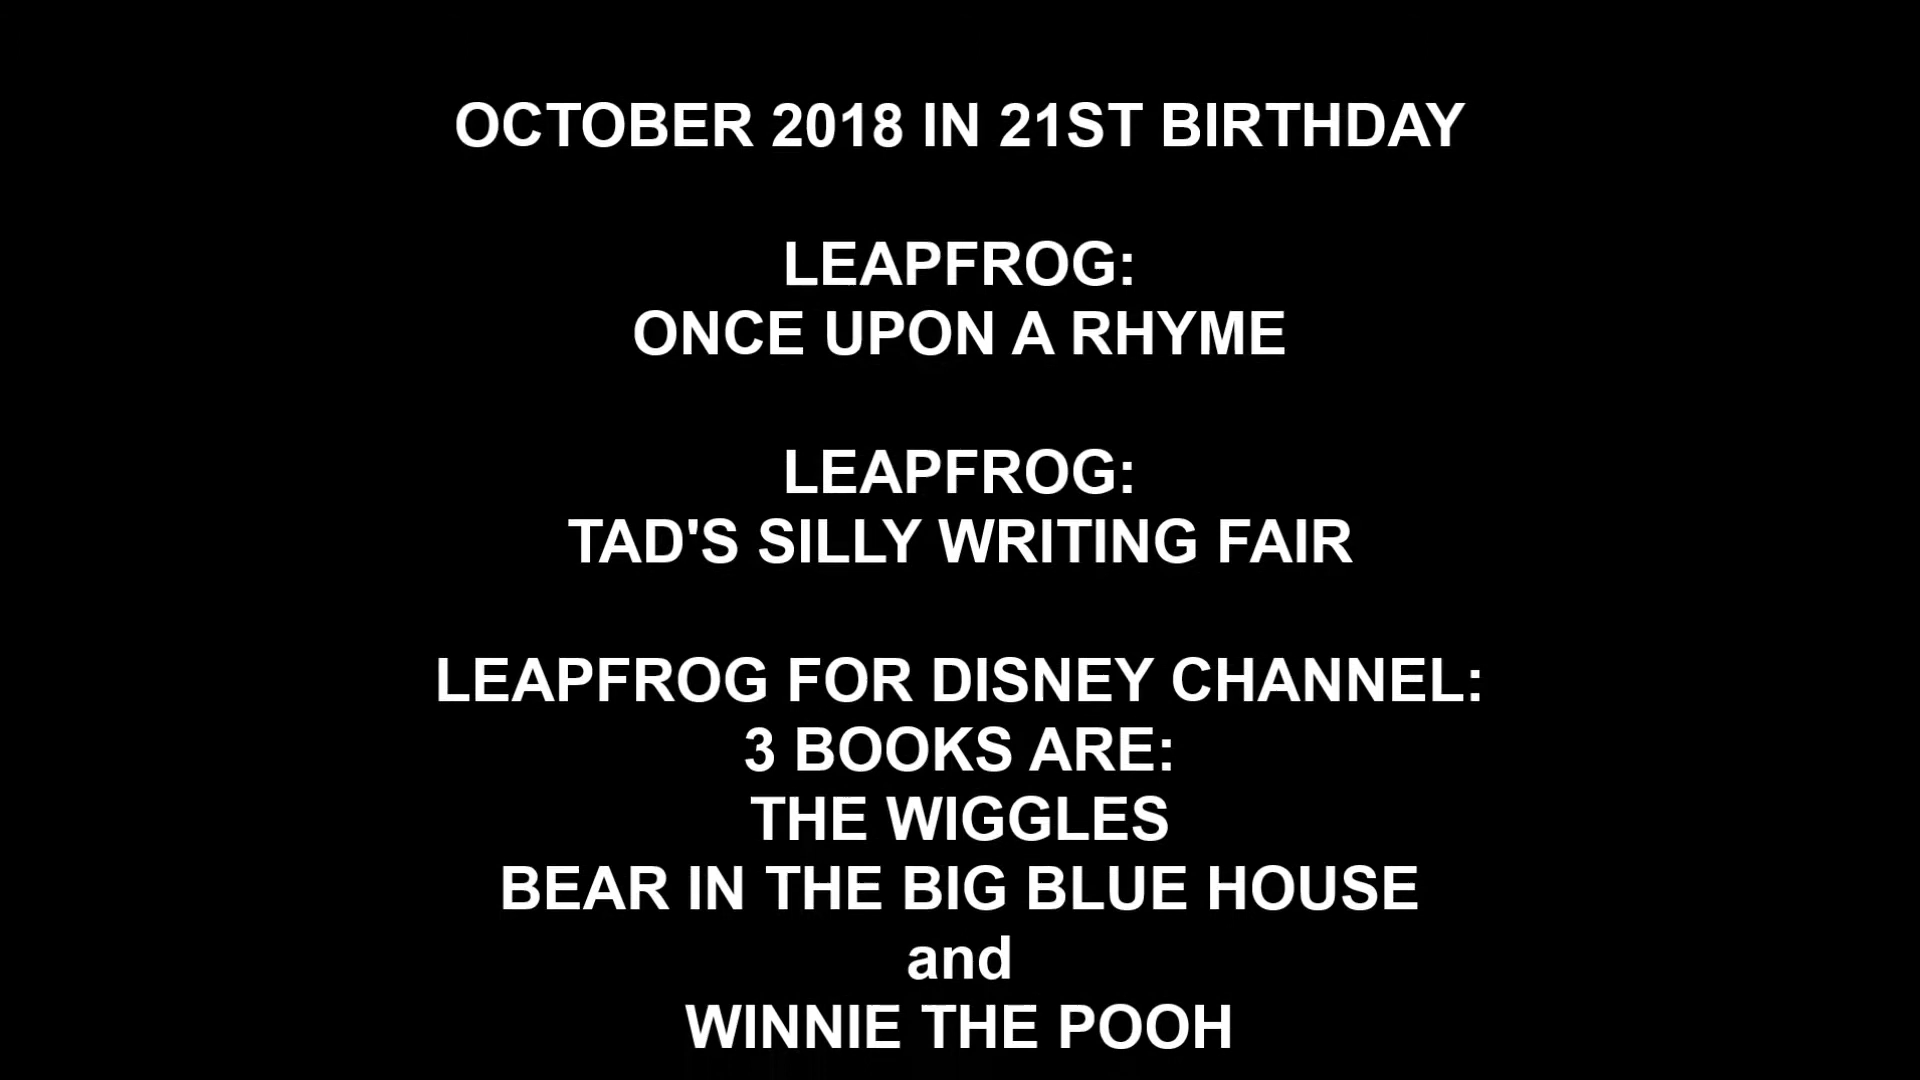 OCTOBER 2018 IN 21ST BIRTHDAY
LEAPFROG:
ONCE UPON A RHYME
LEAPFROG:
TAD'S SILLY WRITING FAIR
LEAPFROG FOR DISNEY CHANNEL:
3 BOOKS ARE:
THE WIGGLES
BEAR IN THE BIG BLUE HOUSE
and
WINNIE THE POOH